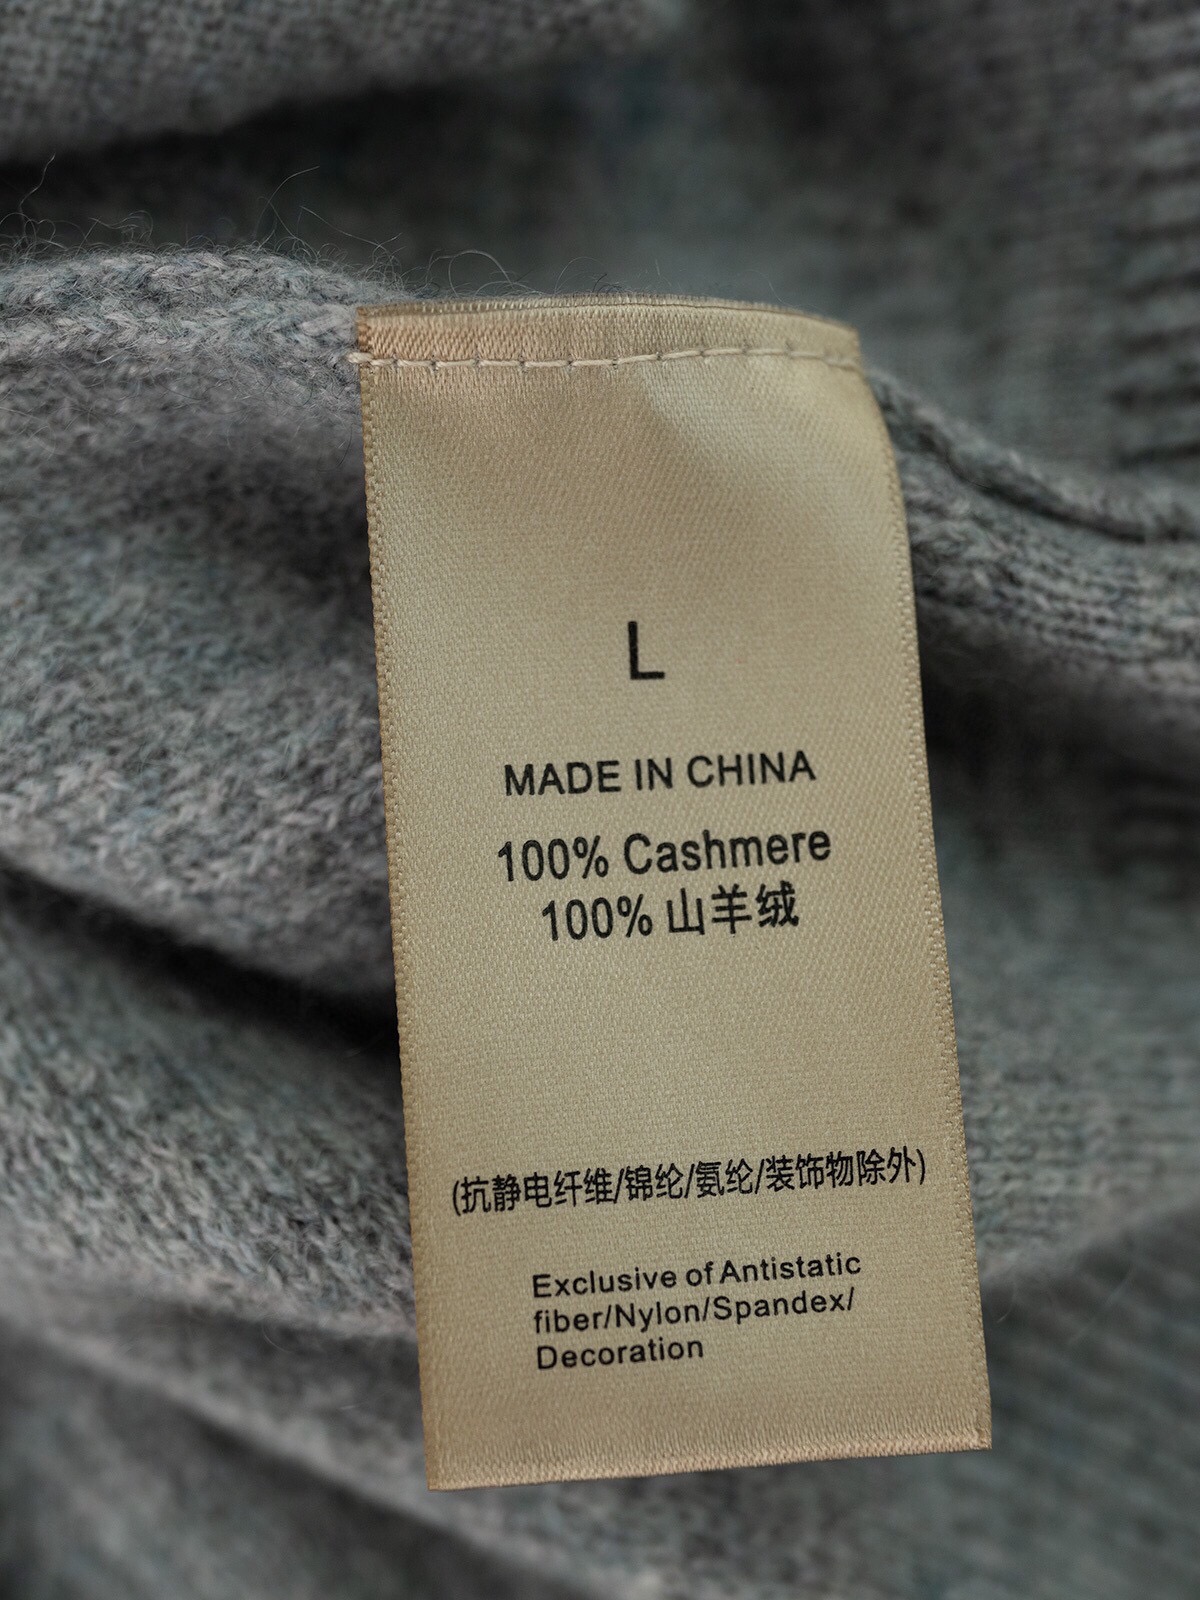 L
MADE IN CHINA
100% Cashmere
100% 山羊绒
(抗静电纤维/锦纶/氨纶/装饰物除外)
Exclusive of Antistatic
fiber/Nylon/Spandex/
Decoration